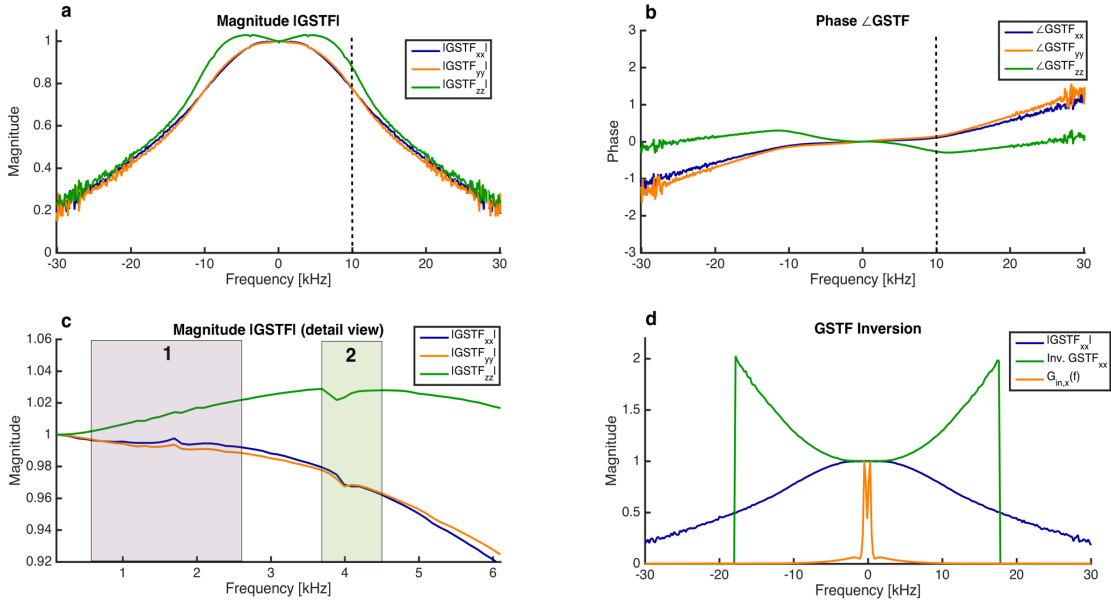 a
Magnitude |GSTF|
1
0.8
0.6
0.4
0.2
0
Magnitude
-30 -20 -10 0 10 20 30
Frequency [kHz]
|GSTFxx|
|GSTFyy|
|GSTFzz|
b
Phase ∠GSTF
3
2
1
0
-1
-2
-3
Phase
-30 -20 -10 0 10 20 30
Frequency [kHz]
∠GSTFxx
∠GSTFyy
∠GSTFzz
c
Magnitude |GSTF| (detail view)
1.06
1.04
1.02
1
0.98
0.96
0.94
0.92
Magnitude
1 2
1 2 3 4 5 6
Frequency [kHz]
|GSTFxx|
|GSTFyy|
|GSTFzz|
d
GSTF Inversion
2
1.5
1
0.5
0
Magnitude
-30 -20 -10 0 10 20 30
Frequency [kHz]
|GSTFxx|
Inv. GSTFxx
Gin,x(f)